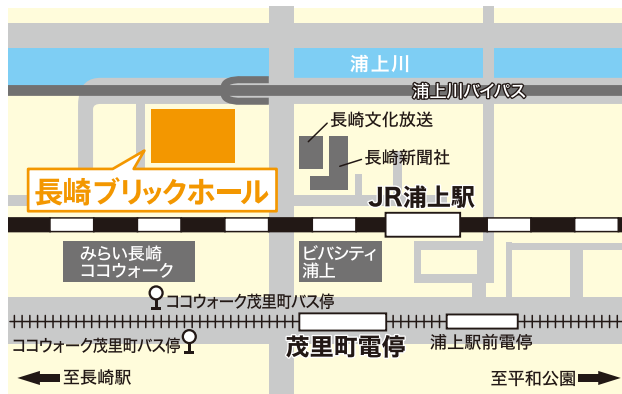 浦上川
浦上川バイパス
長崎文化放送
長崎新聞社
長崎ブリックホール
JR浦上駅
みらい長崎
ココウォーク
ビバシティ
浦上
ココウォーク茂里町バス停
ココウォーク茂里町バス停
茂里町電停
浦上駅前電停
至長崎駅
至平和公園